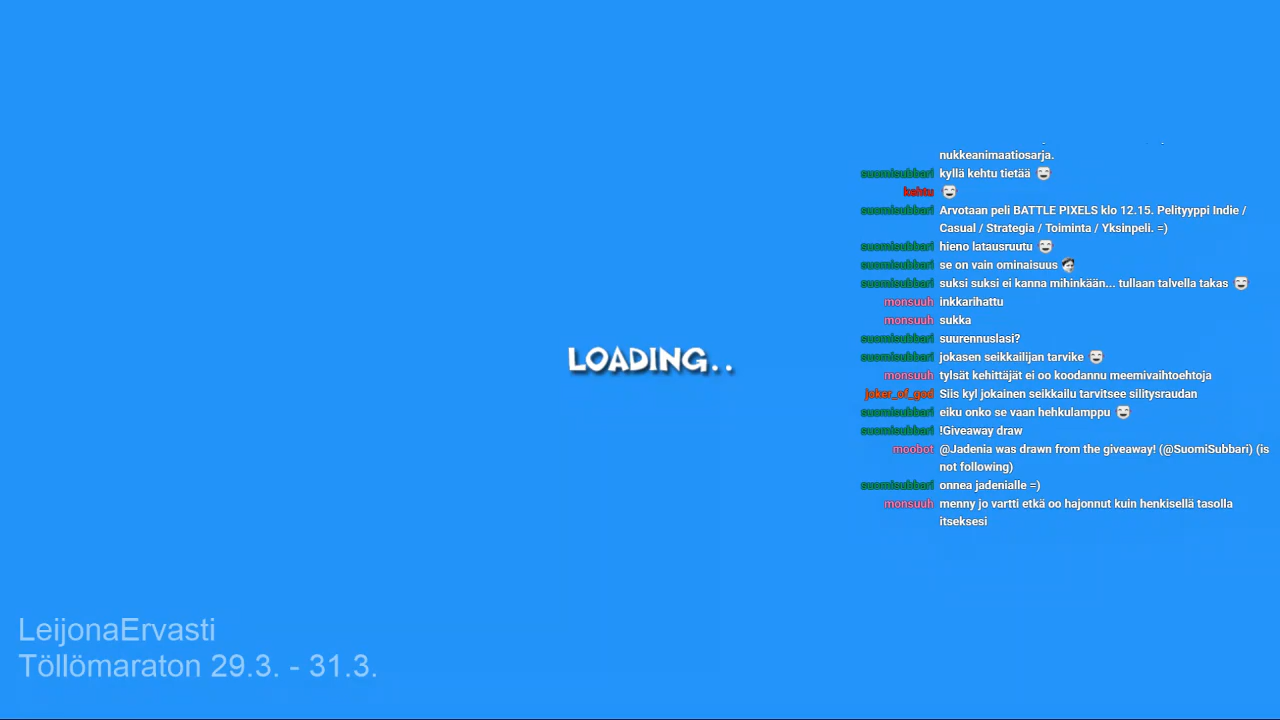 nukkeanimaatiosarja.
suomisubbari kyllä kehtu tietää
kehtu
suomisubbari Arvotaan peli BATTLE PIXELS klo 12.15. Pelityyppi Indie /
Casual / Strategia / Toiminta / Yksinpeli. =)
suomisubbari hieno latausruutu
suomisubbari se on vain ominaisuus
suomisubbari suksi suksi ei kanna mihinkään... tullaan talvella takas
monsuuh inkkarihattu
monsuuh sukka
suomisubbari suurennuslasi?
suomisubbari jokasen seikkailijan tarvike
LOADING..
monsuuh tylsät kehittäjät ei oo koodannu meemivaihtoehtoja
joker_of_god Siis kyl jokainen seikkailu tarvitsee silitysraudan
suomisubbari eiku onko se vaan hehkulamppu
suomisubbari !Giveaway draw
moobot @Jadenia was drawn from the giveaway! (@SuomiSubbari) (is
not following)
suomisubbari onnea jadenialle =)
monsuuh menny jo vartti etkä oo hajonnut kuin henkisellä tasolla
itseksesi
LeijonaErvasti
Töllömaraton 29.3. - 31.3.